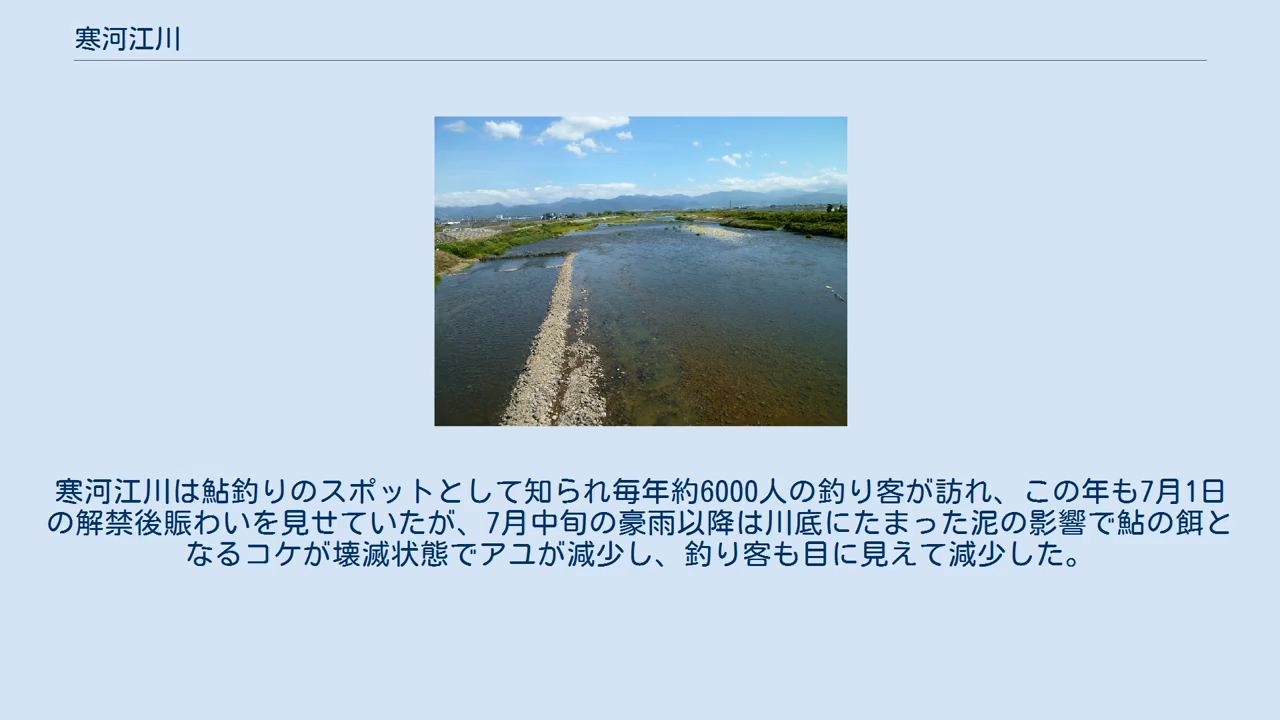 寒河江川
寒河江川は鮎釣りのスポットとして知られ毎年約6000人の釣り客が訪れ、この年も7月1日
の解禁後賑わいを見せていたが、7月中旬の豪雨以降は川底にたまった泥の影響で鮎の餌と
なるコケが壊滅状態でアユが減少し、釣り客も目に見えて減少した。